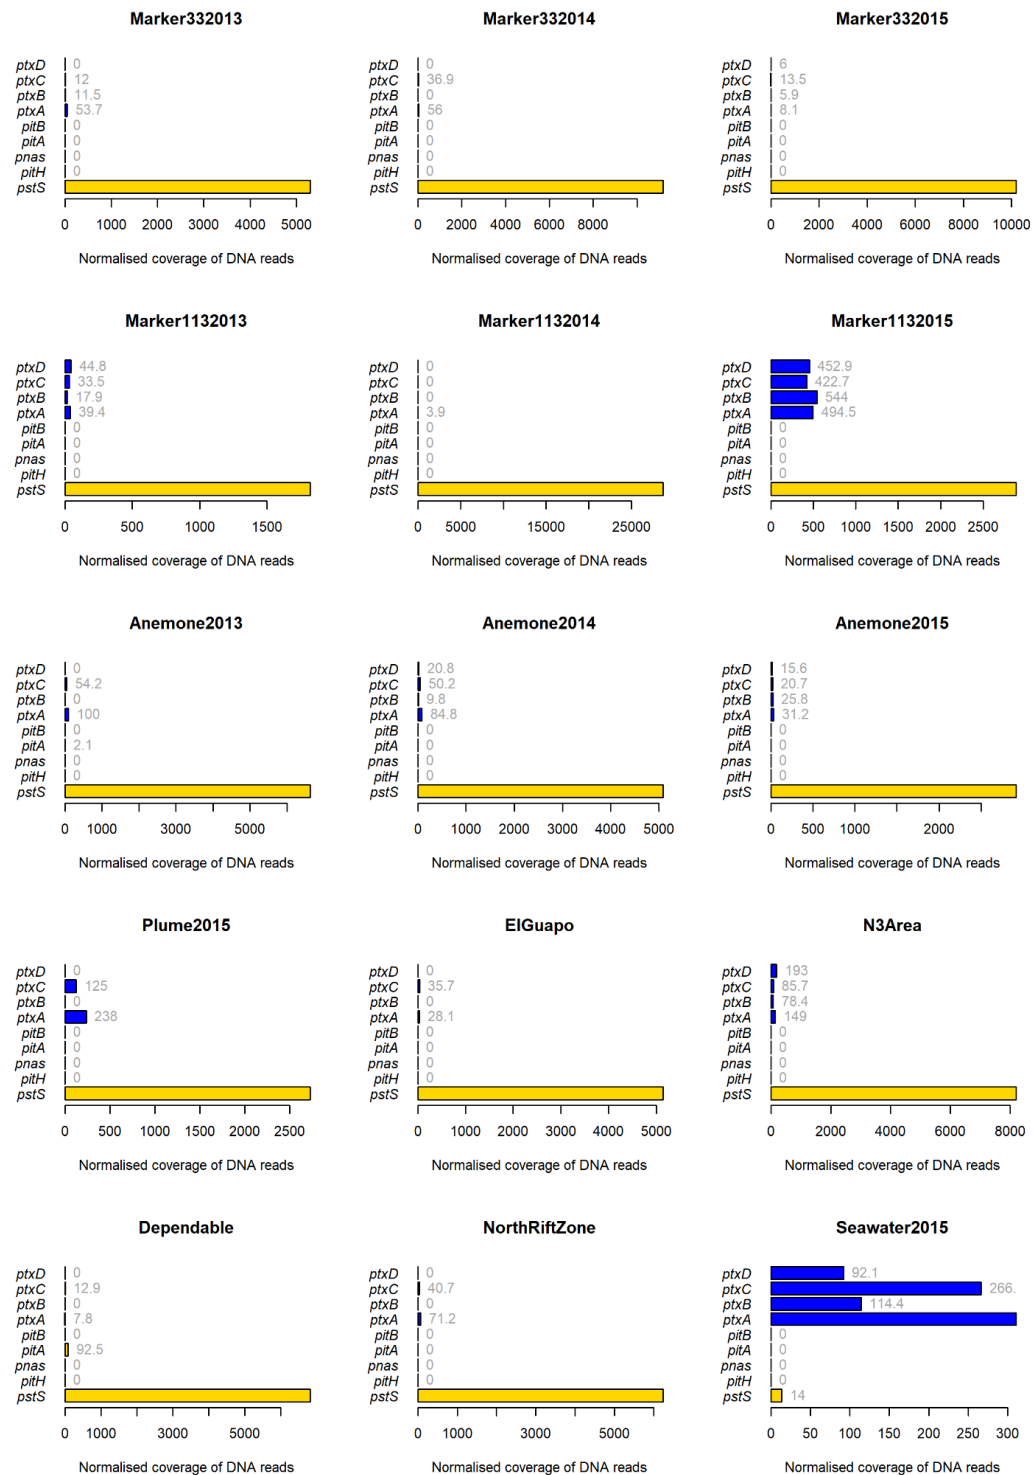 Marker332013 Marker332014 Marker332015
ptxD 0 ptxD 0 ptxD 6
ptxC 12 ptxC 36.9 ptxC 13.5
ptxB 11.5 ptxB 0 ptxB 5.9
ptxA 53.7 ptxA 56 ptxA 8.1
pitB 0 pitB 0 pitB 0
pitA 0 pitA 0 pitA 0
pnas 0 pnas 0 pnas 0
pitH 0 pitH 0 pitH 0
pstS pstS pstS
0 1000 2000 3000 4000 5000 0 2000 4000 6000 8000 0 2000 4000 6000 8000 10000
Normalised coverage of DNA reads Normalised coverage of DNA reads Normalised coverage of DNA reads
Marker1132013 Marker1132014 Marker1132015
ptxD 44.8 ptxD 0 ptxD 452.9
ptxC 33.5 ptxC 0 ptxC 422.7
ptxB 17.9 ptxB 0 ptxB 544
ptxA 39.4 ptxA 3.9 ptxA 494.5
pitB 0 pitB 0 pitB 0
pitA 0 pitA 0 pitA 0
pnas 0 pnas 0 pnas 0
pitH 0 pitH 0 pitH 0
pstS pstS pstS
0 500 1000 1500 0 5000 15000 25000 0 500 1000 2000 2500
Normalised coverage of DNA reads Normalised coverage of DNA reads Normalised coverage of DNA reads
Anemone2013 Anemone2014 Anemone2015
ptxD 0 ptxD 20.8 ptxD 15.6
ptxC 54.2 ptxC 50.2 ptxC 20.7
ptxB 0 ptxB 9.8 ptxB 25.8
ptxA 100 ptxA 84.8 ptxA 31.2
pitB 0 pitB 0 pitB 0
pitA 2.1 pitA 0 pitA 0
pnas 0 pnas 0 pnas 0
pitH 0 pitH 0 pitH 0
pstS pstS pstS
0 1000 3000 5000 0 1000 2000 3000 4000 5000 0 500 1000 2000
Normalised coverage of DNA reads Normalised coverage of DNA reads Normalised coverage of DNA reads
Plume2015 ElGuapo N3Area
ptxD 0 ptxD 0 ptxD 193
ptxC 125 ptxC 35.7 ptxC 85.7
ptxB 0 ptxB 0 ptxB 78.4
ptxA 238 ptxA 28.1 ptxA 149
pitB 0 pitB 0 pitB 0
pitA 0 pitA 0 pitA 0
pnas 0 pnas 0 pnas 0
pitH 0 pitH 0 pitH 0
pstS pstS pstS
0 500 1000 1500 2000 2500 0 1000 2000 3000 4000 5000 0 2000 4000 6000 8000
Normalised coverage of DNA reads Normalised coverage of DNA reads Normalised coverage of DNA reads
Dependable NorthRiftZone Seawater2015
ptxD 0 ptxD 0 ptxD 92.1
ptxC 12.9 ptxC 40.7 ptxC 266.
ptxB 0 ptxB 0 ptxB 114.4
ptxA 7.8 ptxA 71.2 ptxA
pitB 0 pitB 0 pitB 0
pitA 92.5 pitA 0 pitA 0
pnas 0 pnas 0 pnas 0
pitH 0 pitH 0 pitH 0
pstS pstS pstS 14
0 1000 3000 5000 0 1000 3000 5000 0 50 100 150 200 250 300
Normalised coverage of DNA reads Normalised coverage of DNA reads Normalised coverage of DNA reads